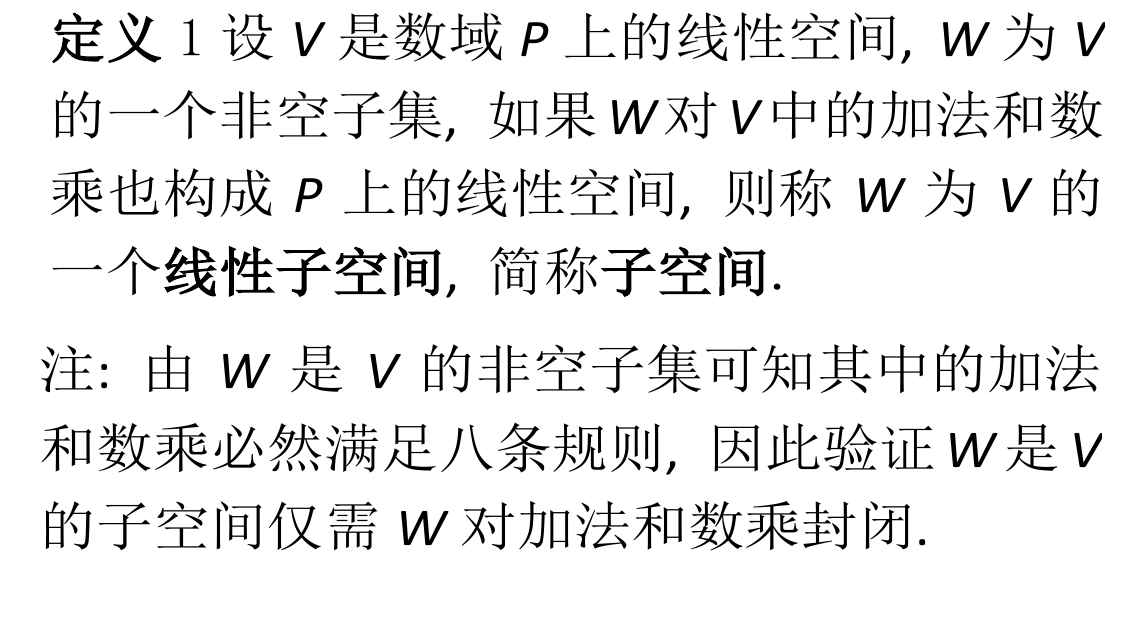 定义 1 设 V 是数域 P 上的线性空间, W 为 V
的一个非空子集, 如果 W 对 V 中的加法和数
乘也构成 P 上的线性空间, 则称 W 为 V 的
一个线性子空间, 简称子空间.
注: 由 W 是 V 的非空子集可知其中的加法
和数乘必然满足八条规则, 因此验证 W 是 V
的子空间仅需 W 对加法和数乘封闭.